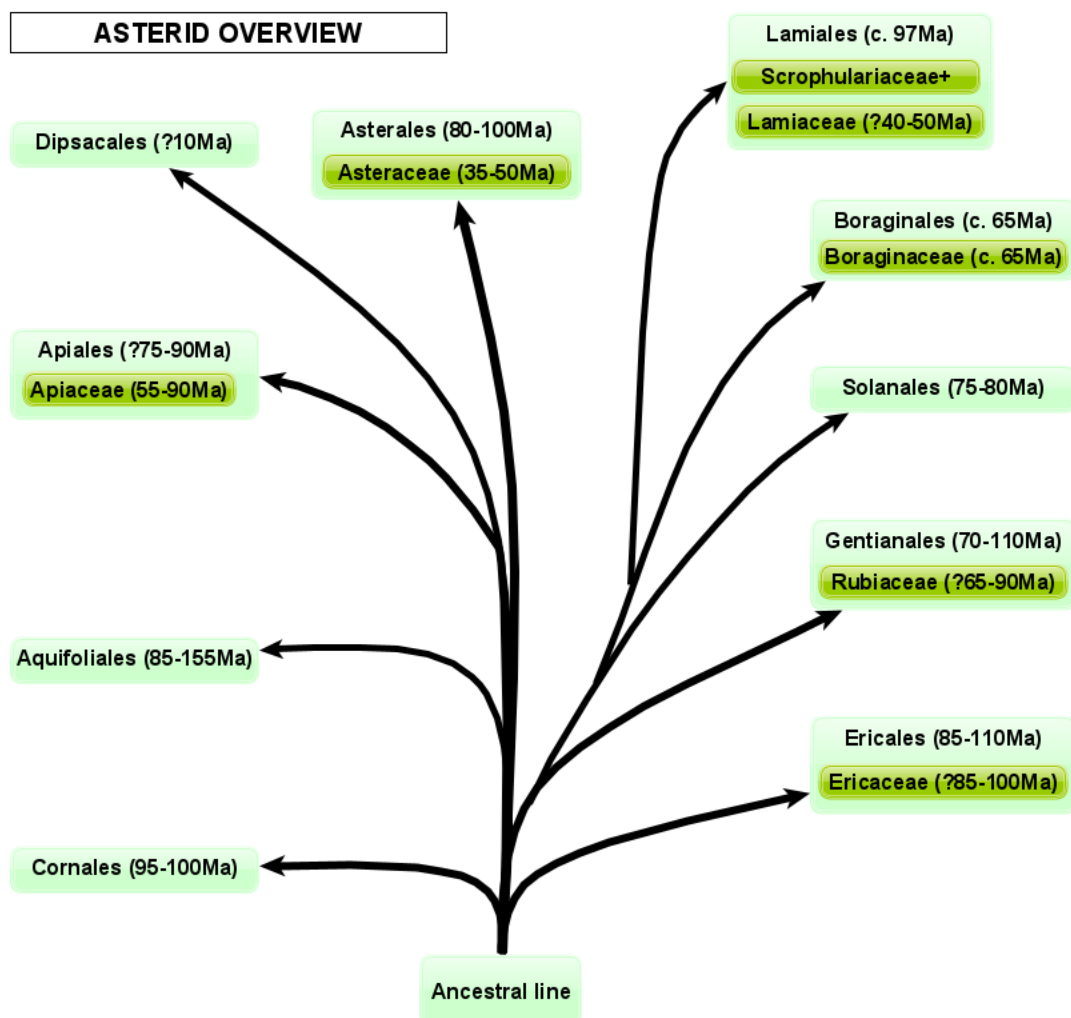 ASTERID OVERVIEW
Lamiales (c. 97Ma)
Scrophulariaceae+
Lamiaceae (?40-50Ma)
Dipsacales (?10Ma)
Asterales (80-100Ma)
Asteraceae (35-50Ma)
Boraginales (c. 65Ma)
Boraginaceae (c. 65Ma)
Apiales (?75-90Ma)
Apiaceae (55-90Ma)
Solanales (75-80Ma)
Gentianales (70-110Ma)
Rubiaceae (?65-90Ma)
Aquifoliales (85-155Ma)
Ericales (85-110Ma)
Ericaceae (?85-100Ma)
Cornales (95-100Ma)
Ancestral line